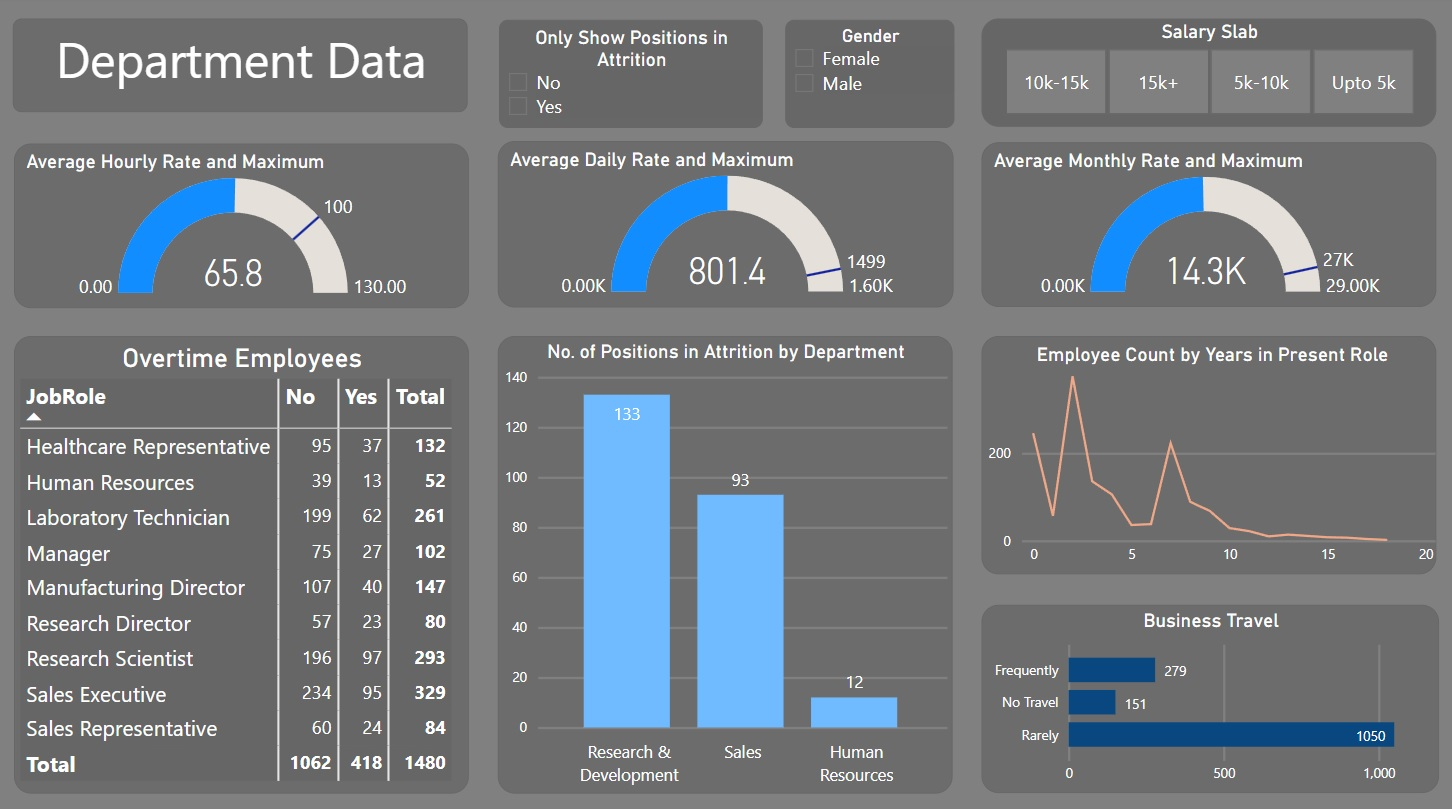 Department Data
Only Show Positions in
Attrition
No
Yes
Gender
Female
Male
Salary Slab
10k-15k 15k+ 5k-10k Upto 5k
Average Hourly Rate and Maximum
100
65.8
0.00 130.00
Average Daily Rate and Maximum
1499
801.4
0.00K 1.60K
Average Monthly Rate and Maximum
27K
14.3K
0.00K 29.00K
Overtime Employees
JobRole No Yes Total
Healthcare Representative 95 37 132
Human Resources 39 13 52
Laboratory Technician 199 62 261
Manager 75 27 102
Manufacturing Director 107 40 147
Research Director 57 23 80
Research Scientist 196 97 293
Sales Executive 234 95 329
Sales Representative 60 24 84
Total 1062 418 1480
No. of Positions in Attrition by Department
140
133
120
100
93
80
60
40
20
12
0
Research &
Development
Sales
Human
Resources
Employee Count by Years in Present Role
200
0
0 5 10 15 20
Business Travel
Frequently 279
No Travel 151
Rarely 1050
0 500 1,000